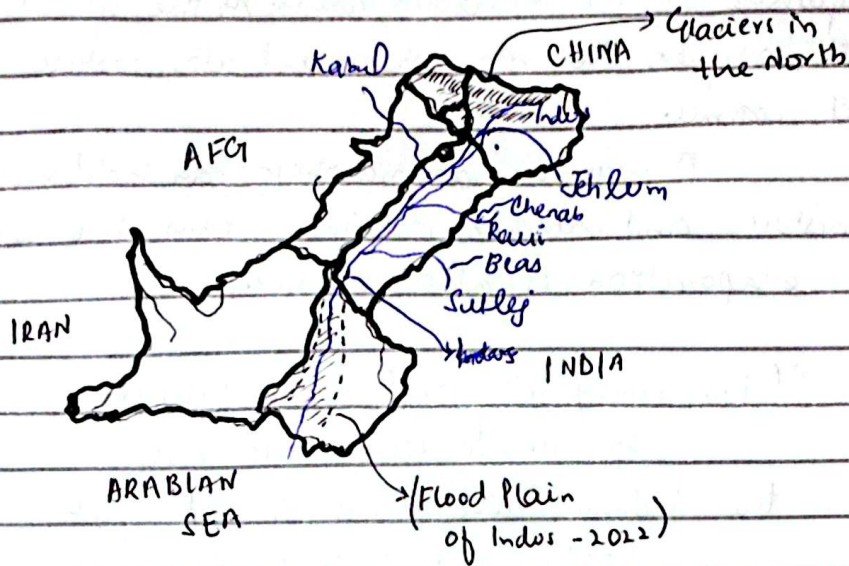 Glaciers in
the North
CHINA
Kabul
Indus
AFG
Jehlum
Chenab
Ravi
Beas
Sutlej
IRAN
Indus
INDIA
ARABIAN
SEA
(Flood Plain
of Indus - 2022)